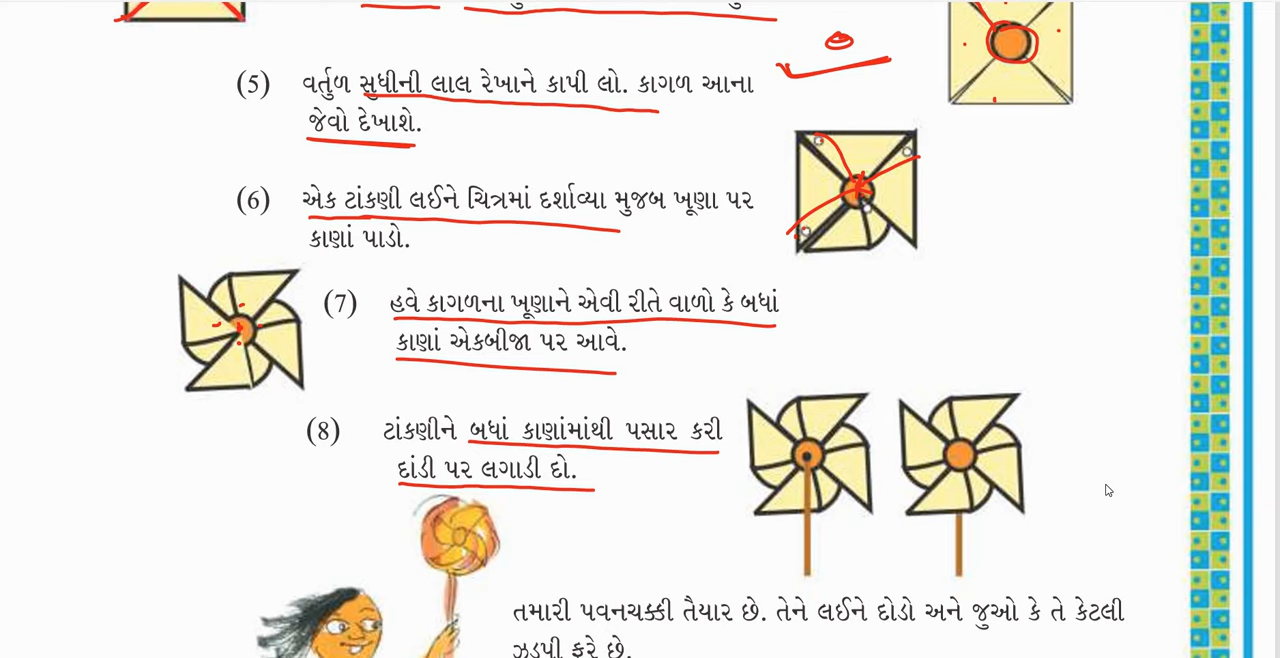 (5) વર્તુળ સુધીની લાલ રેખાને કાપી લો. કાગળ આના
જેવો દેખાશે.
(6) એક ટાંકણી લઈને ચિત્રમાં દર્શાવ્યા મુજબ ખૂણા પર
કાણાં પાડો.
(7) હવે કાગળના ખૂણાને એવી રીતે વાળો કે બધાં
કાણાં એકબીજા પર આવે.
(8) ટાંકણીને બધાં કાણાંમાંથી પસાર કરી
દાંડી પર લગાડી દો.
તમારી પવનચક્કી તૈયાર છે. તેને લઈને દોડો અને જુઓ કે તે કેટલી
ઝડપી ફરે છે.